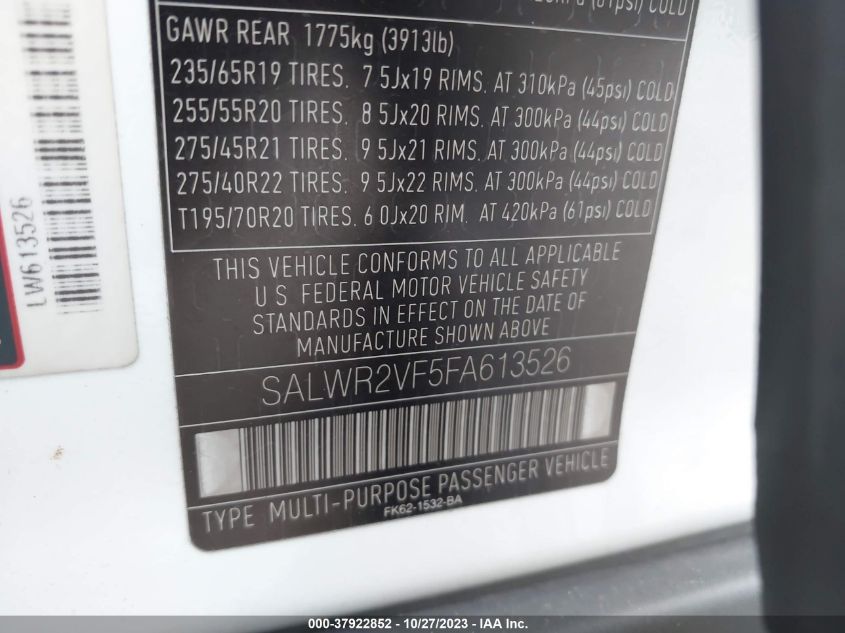 (61psi) COLD
GAWR REAR 1775kg (3913lb)
235/65R19 TIRES. 7 5Jx19 RIMS. AT 310kPa (45psi) COLD
255/55R20 TIRES. 8 5Jx20 RIMS. AT 300kPa (44psi) COLD
275/45R21 TIRES. 9 5Jx21 RIMS. AT 300kPa (44psi) COLD
275/40R22 TIRES. 9 5Jx22 RIMS. AT 300kPa (44psi) COLD
T195/70R20 TIRES. 6 0Jx20 RIM. AT 420kPa (61psi) COLD
THIS VEHICLE CONFORMS TO ALL APPLICABLE
U S FEDERAL MOTOR VEHICLE SAFETY
STANDARDS IN EFFECT ON THE DATE OF
MANUFACTURE SHOWN ABOVE
SALWR2VF5FA613526
TYPE MULTI-PURPOSE PASSENGER VEHICLE
FK62-1532-BA
LW613526
000-37922852 - 10/27/2023 - IAA Inc.